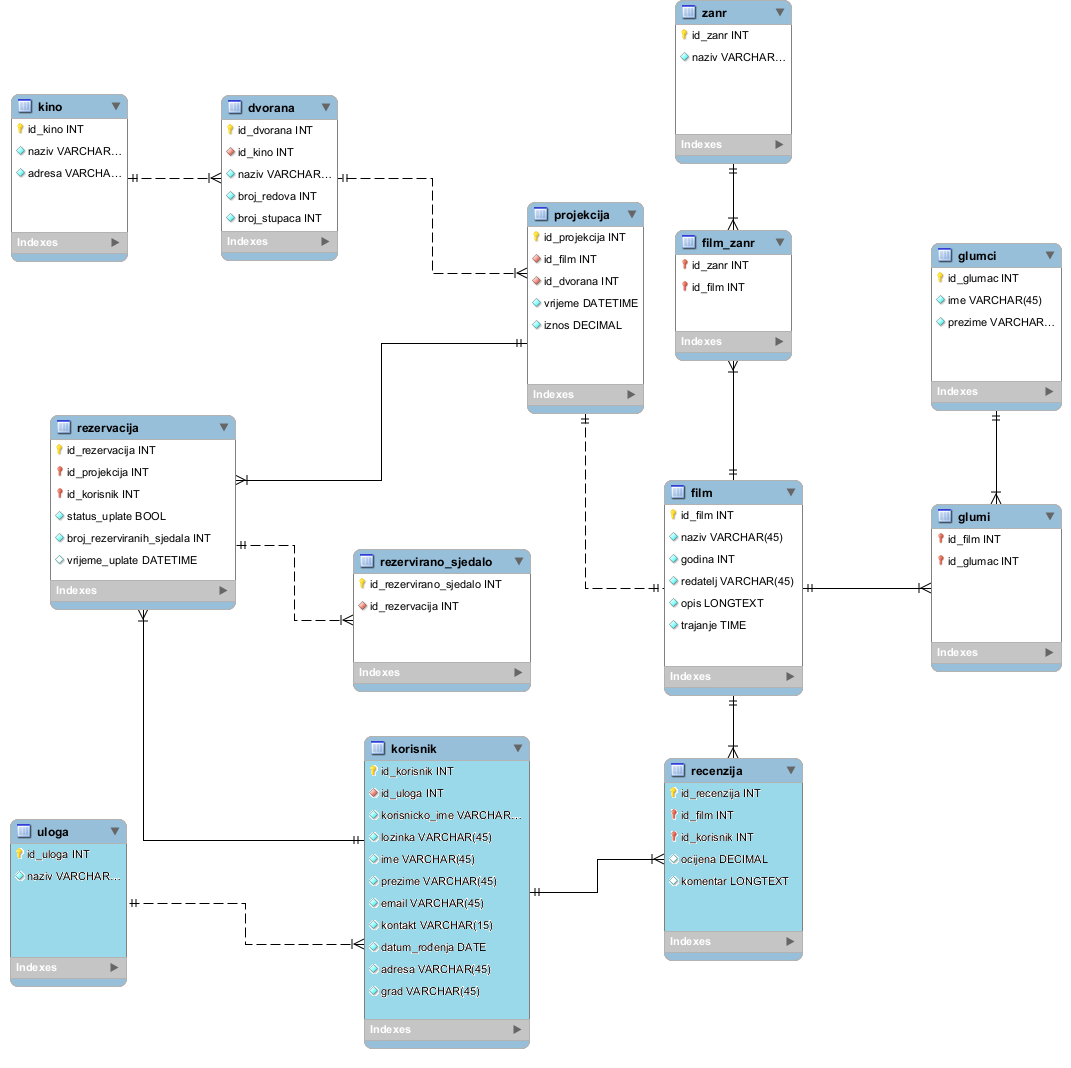 zanr
id_zanr INT
naziv VARCHAR...
Indexes
kino
id_kino INT
naziv VARCHAR...
adresa VARCHA...
Indexes
dvorana
id_dvorana INT
id_kino INT
naziv VARCHAR...
broj_redova INT
broj_stupaca INT
Indexes
projekcija
id_projekcija INT
id_film INT
id_dvorana INT
vrijeme DATETIME
iznos DECIMAL
Indexes
film_zanr
id_zanr INT
id_film INT
Indexes
glumci
id_glumac INT
ime VARCHAR(45)
prezime VARCHAR...
Indexes
rezervacija
id_rezervacija INT
id_projekcija INT
id_korisnik INT
status_uplate BOOL
broj_rezerviranih_sjedala INT
vrijeme_uplate DATETIME
Indexes
rezervirano_sjedalo
id_rezervirano_sjedalo INT
id_rezervacija INT
Indexes
film
id_film INT
naziv VARCHAR(45)
godina INT
redatelj VARCHAR(45)
opis LONGTEXT
trajanje TIME
Indexes
glumi
id_film INT
id_glumac INT
Indexes
korisnik
id_korisnik INT
id_uloga INT
korisnicko_ime VARCHAR...
lozinka VARCHAR(45)
ime VARCHAR(45)
prezime VARCHAR(45)
email VARCHAR(45)
kontakt VARCHAR(15)
datum_rođenja DATE
adresa VARCHAR(45)
grad VARCHAR(45)
Indexes
recenzija
id_recenzija INT
id_film INT
id_korisnik INT
ocijena DECIMAL
komentar LONGTEXT
Indexes
uloga
id_uloga INT
naziv VARCHAR...
Indexes